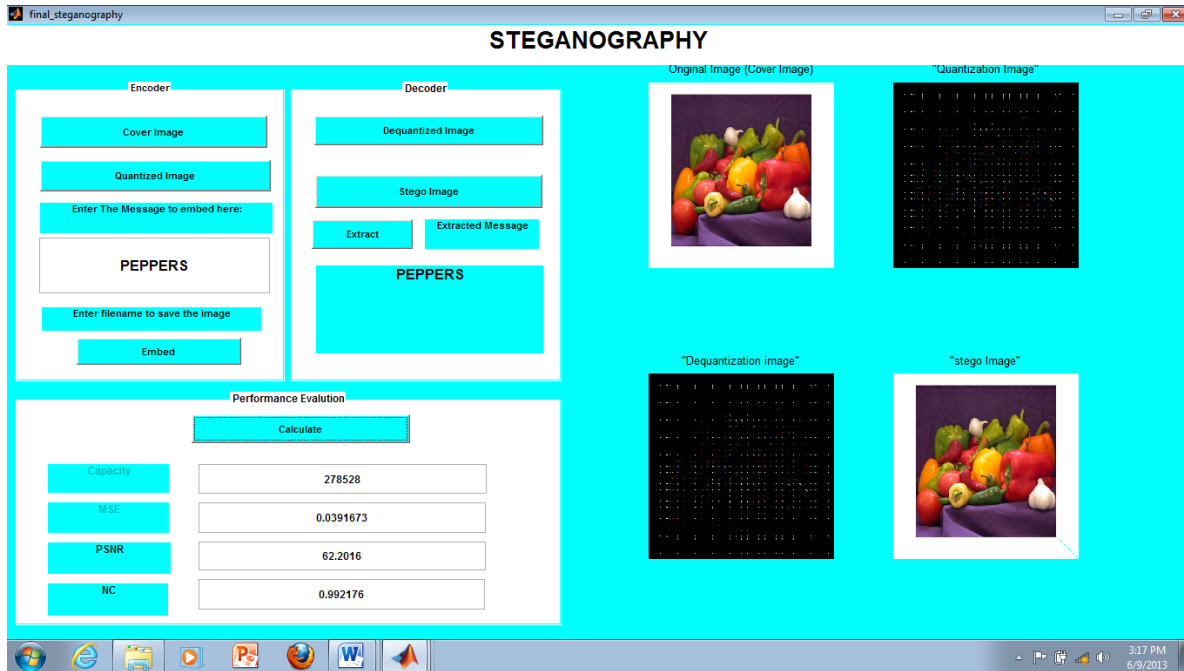 final_steganography
STEGANOGRAPHY
Encoder
Cover Image
Quantized Image
Enter The Message to embed here:
PEPPERS
Enter filename to save the image
Embed
Decoder
Dequantized Image
Stego Image
Extract
Extracted Message
PEPPERS
Performance Evalution
Calculate
Capacity
278528
MSE
0.0391673
PSNR
62.2016
NC
0.992176
Original Image (Cover Image)
"Quantization Image"
"Dequantization image"
"stego Image"
3:17 PM
6/9/2013